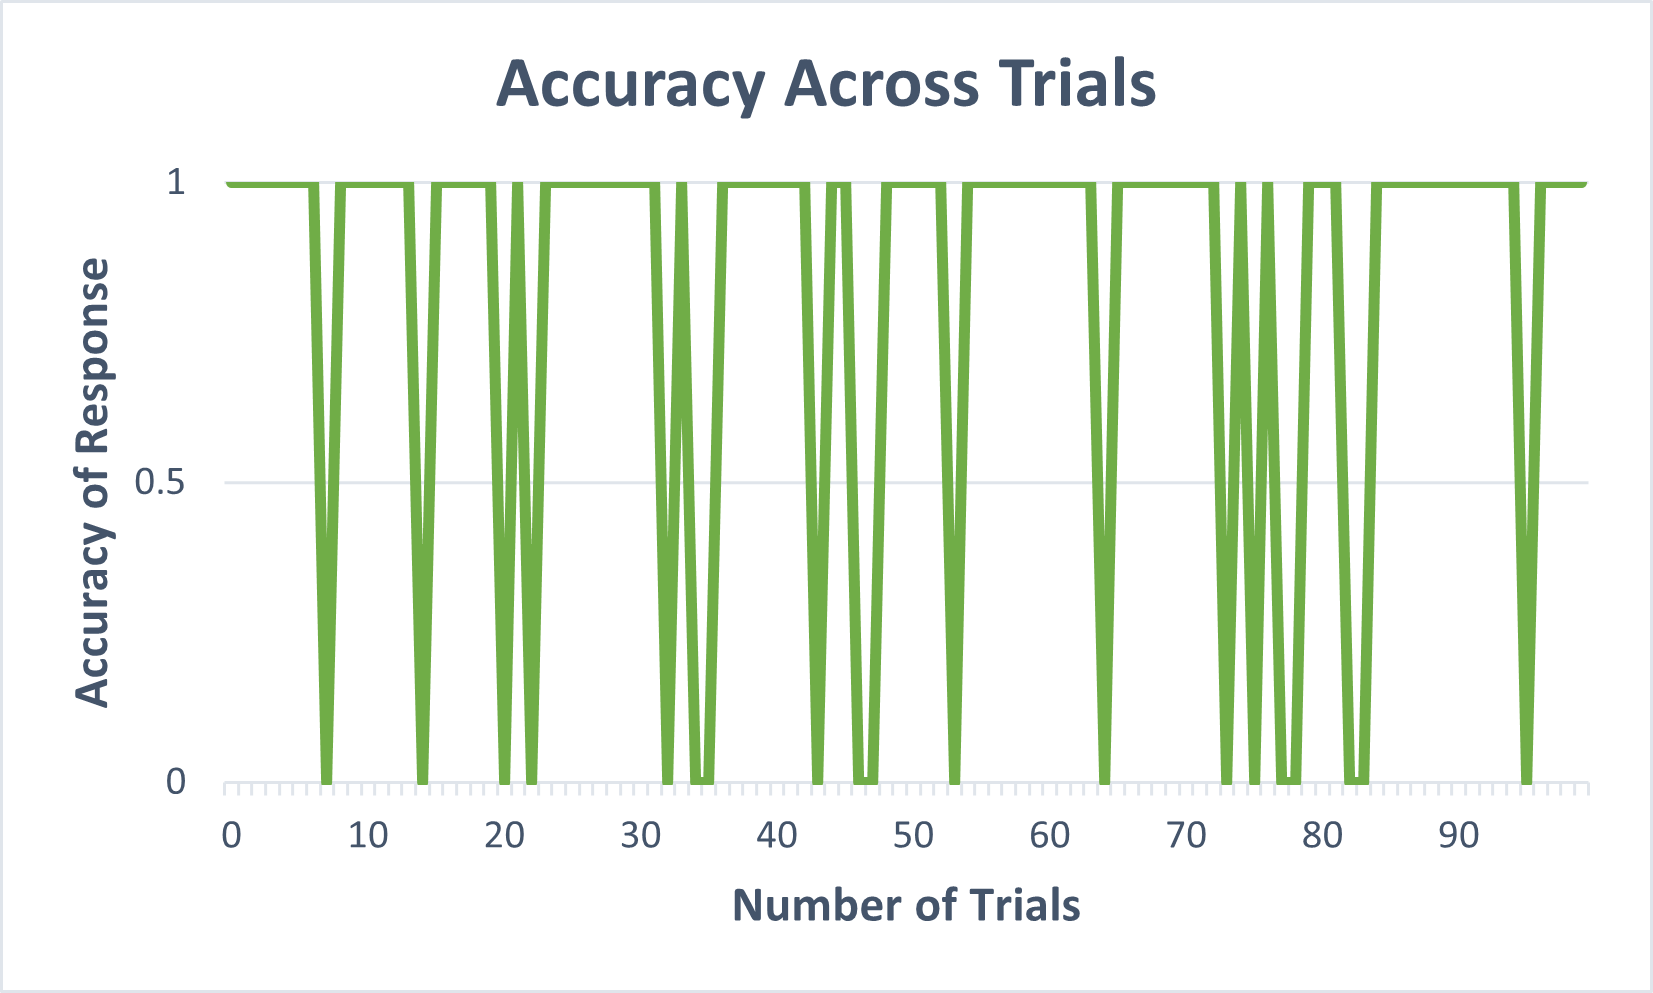 Accuracy Across Trials
Accuracy of Response
1
0.5
0
0 10 20 30 40 50 60 70 80 90
Number of Trials